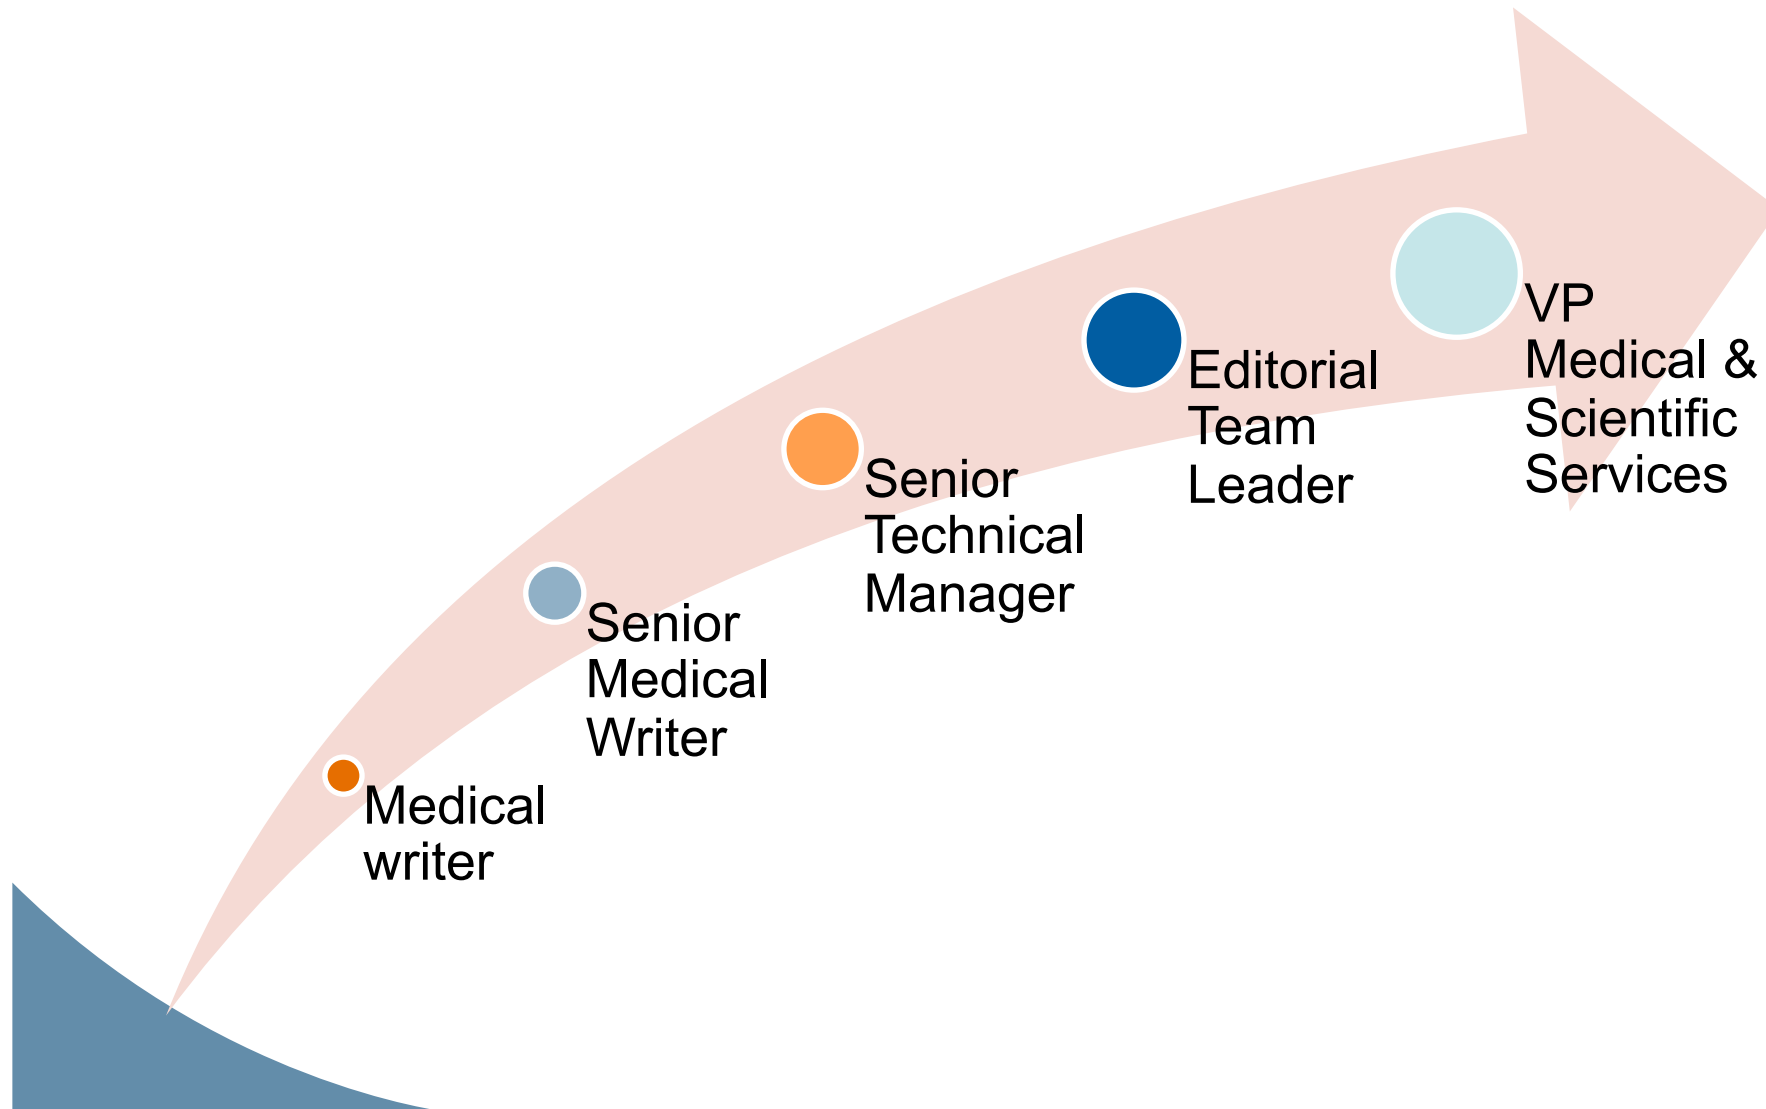 Medical
writer
Senior
Medical
Writer
Senior
Technical
Manager
Editorial
Team
Leader
VP
Medical &
Scientific
Services